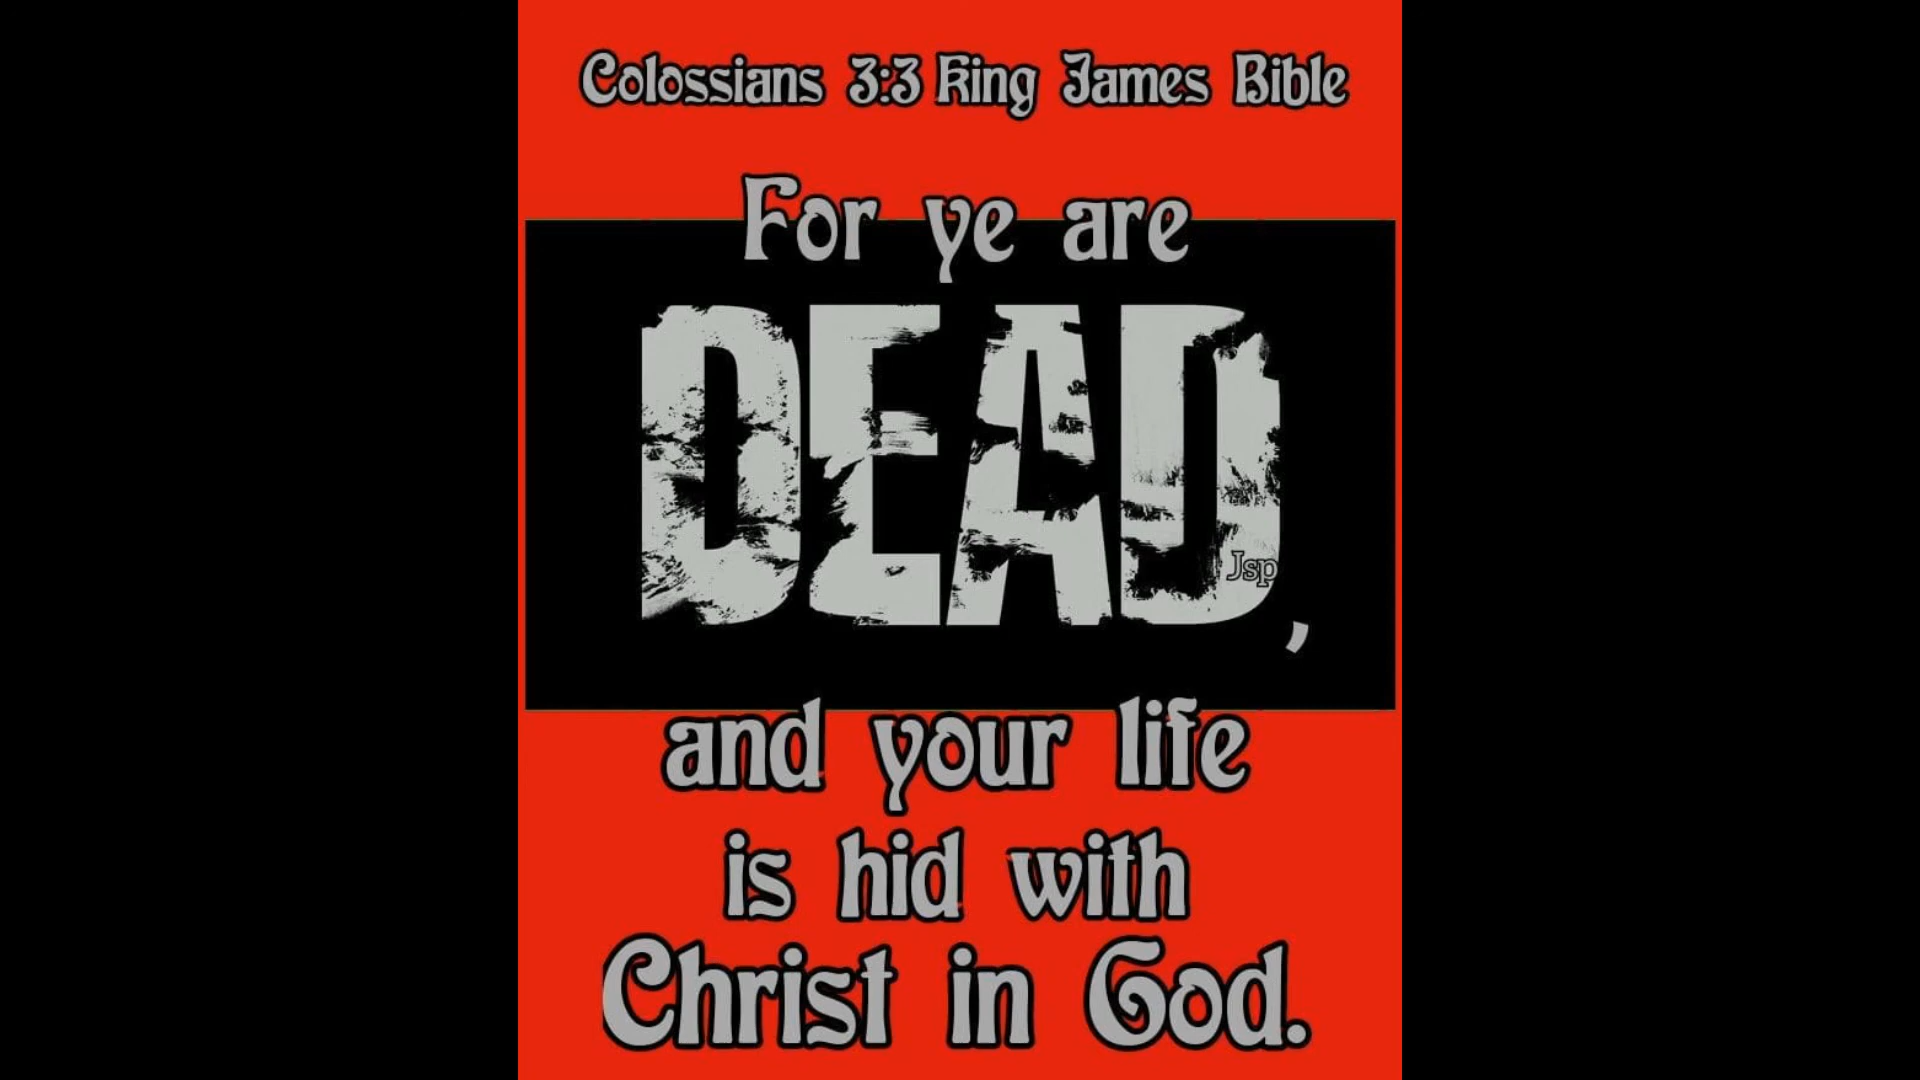 Colossians 3:3 King James Bible
For ye are
DEAD,
Jsp
and your life
is hid with
Christ in God.